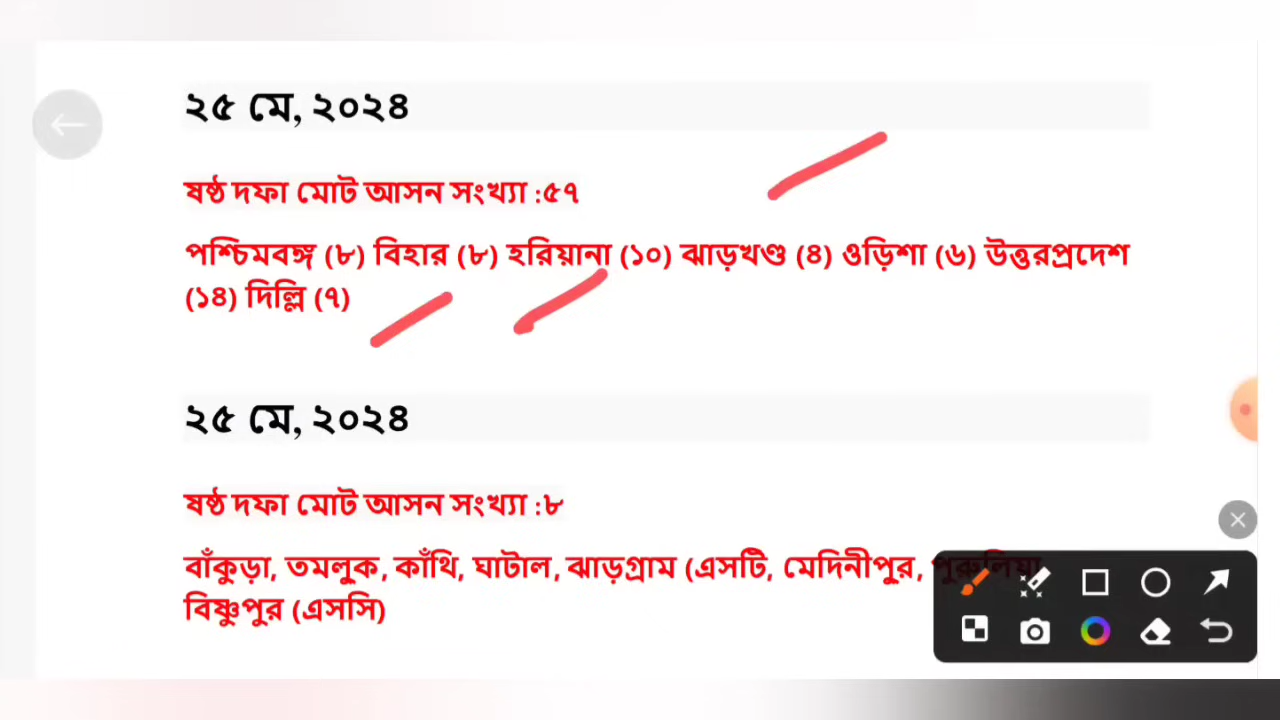 ২৫ মে, ২০২৪
ষষ্ঠ দফা মোট আসন সংখ্যা :৫৭
পশ্চিমবঙ্গ (৮) বিহার (৮) হরিয়ানা (১০) ঝাড়খণ্ড (৪) ওড়িশা (৬) উত্তরপ্রদেশ
(১৪) দিল্লি (৭)
২৫ মে, ২০২৪
ষষ্ঠ দফা মোট আসন সংখ্যা :৮
বাঁকুড়া, তমলুক, কাঁথি, ঘাটাল, ঝাড়গ্রাম (এসটি, মেদিনীপুর, পুরুলিয়া
বিষ্ণুপুর (এসসি)